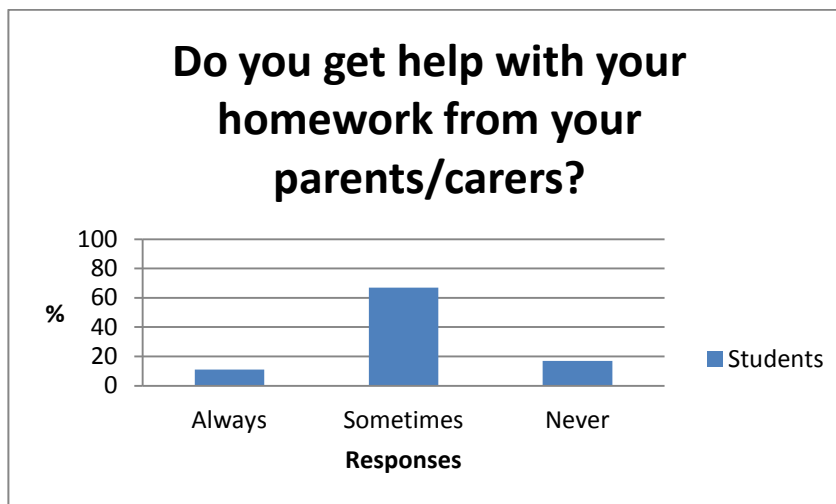 Do you get help with your
homework from your
parents/carers?
100
80
60
40
20
0
%
Always Sometimes Never
Responses
Students